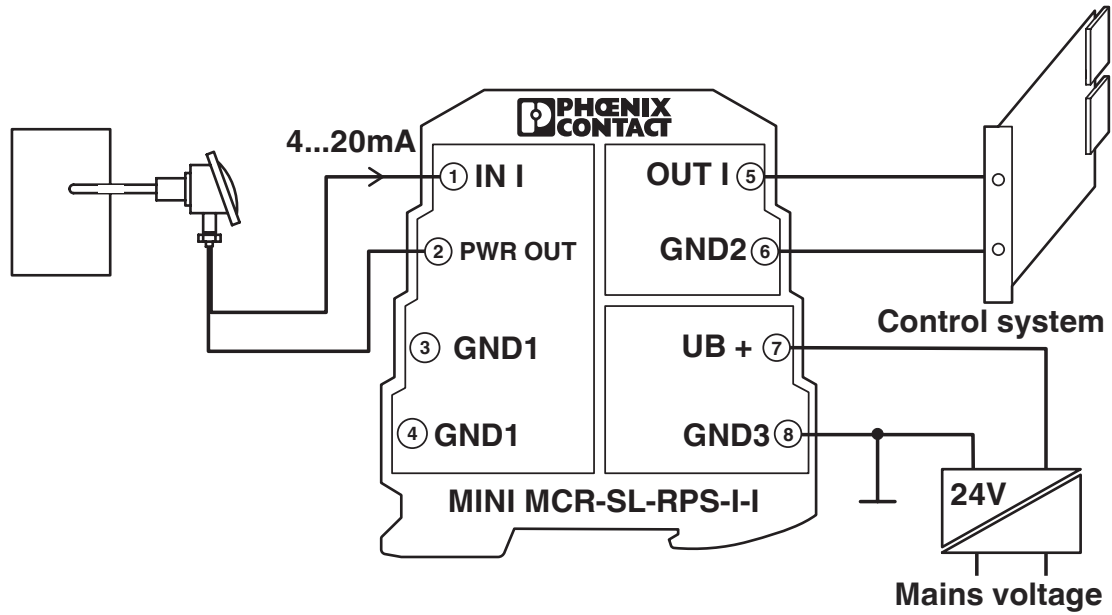 PHŒNIX
CONTACT
4...20mA
1 IN I
OUT I 5
2 PWR OUT
GND2 6
Control system
3 GND1
UB + 7
4 GND1
GND3 8
24V
MINI MCR-SL-RPS-I-I
Mains voltage